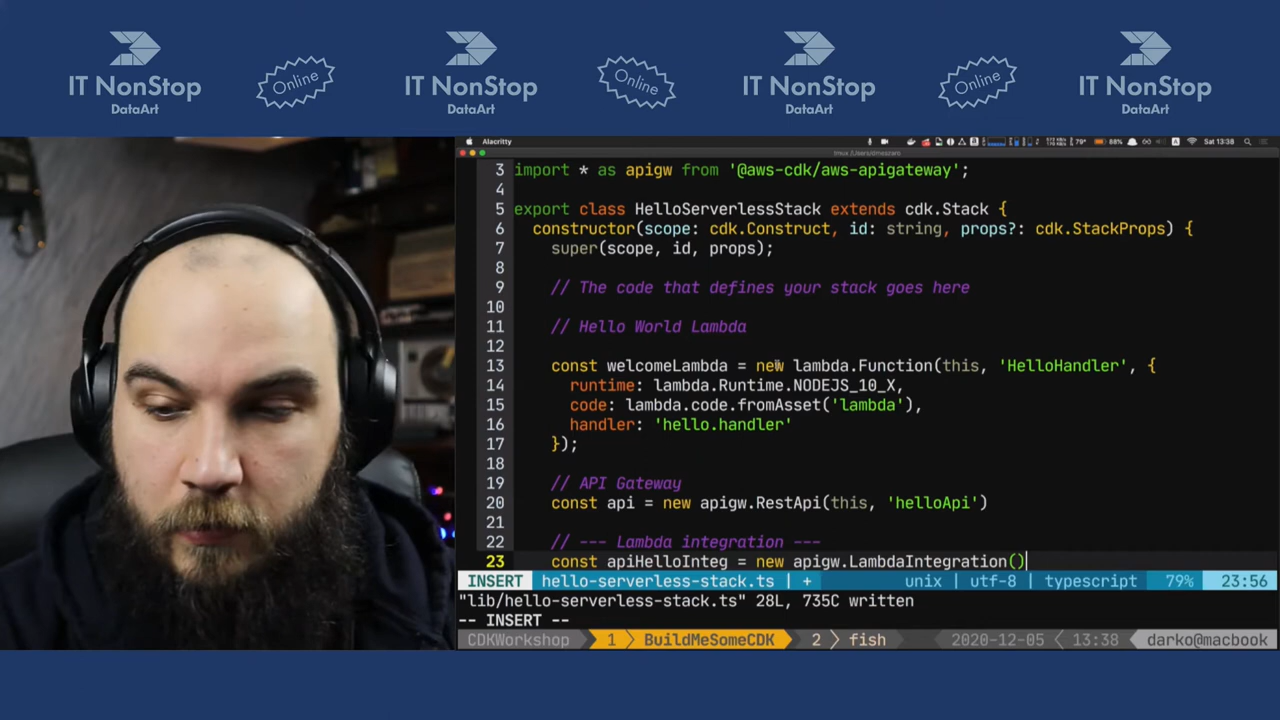 IT NonStop
DataArt
Online
IT NonStop
DataArt
Online
IT NonStop
DataArt
Online
IT NonStop
DataArt
Alacritty
88%
Sat 13:38
3 import * as apigw from '@aws-cdk/aws-apigateway';
4
5 export class HelloServerlessStack extends cdk.Stack {
6 constructor(scope: cdk.Construct, id: string, props?: cdk.StackProps) {
7 super(scope, id, props);
8
9 // The code that defines your stack goes here
10
11 // Hello World Lambda
12
13 const welcomeLambda = new lambda.Function(this, 'HelloHandler', {
14 runtime: lambda.Runtime.NODEJS_10_X,
15 code: lambda.code.fromAsset('lambda'),
16 handler: 'hello.handler'
17 });
18
19 // API Gateway
20 const api = new apigw.RestApi(this, 'helloApi')
21
22 // --- Lambda integration ---
23 const apiHelloInteg = new apigw.LambdaIntegration()
INSERT hello-serverless-stack.ts | + unix | utf-8 | typescript 79% 23:56
"lib/hello-serverless-stack.ts" 28L, 735C written
-- INSERT --
CDKWorkshop 1 BuildMeSomeCDK 2 fish 2020-12-05 13:38 darko@macbook